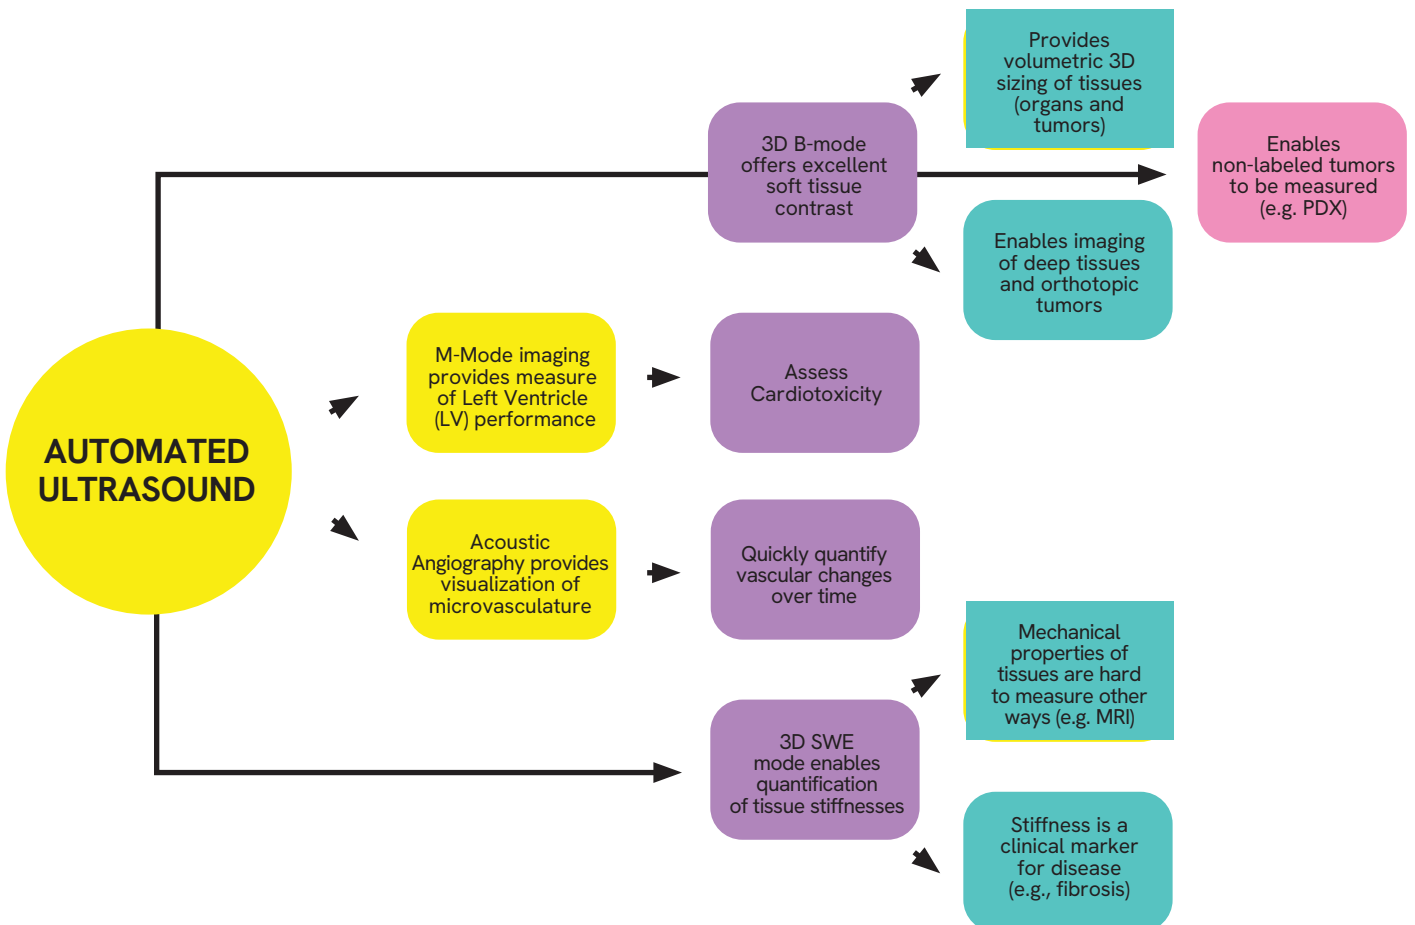 Provides
volumetric 3D
sizing of tissues
(organs and
tumors)
3D B-mode
offers excellent
soft tissue
contrast
Enables
non-labeled tumors
to be measured
(e.g. PDX)
Enables imaging
of deep tissues
and orthotopic
tumors
M-Mode imaging
provides measure
of Left Ventricle
(LV) performance
Assess
Cardiotoxicity
AUTOMATED
ULTRASOUND
Acoustic
Angiography provides
visualization of
microvasculature
Quickly quantify
vascular changes
over time
Mechanical
properties of
tissues are hard
to measure other
ways (e.g. MRI)
3D SWE
mode enables
quantification
of tissue stiffnesses
Stiffness is a
clinical marker
for disease
(e.g., fibrosis)